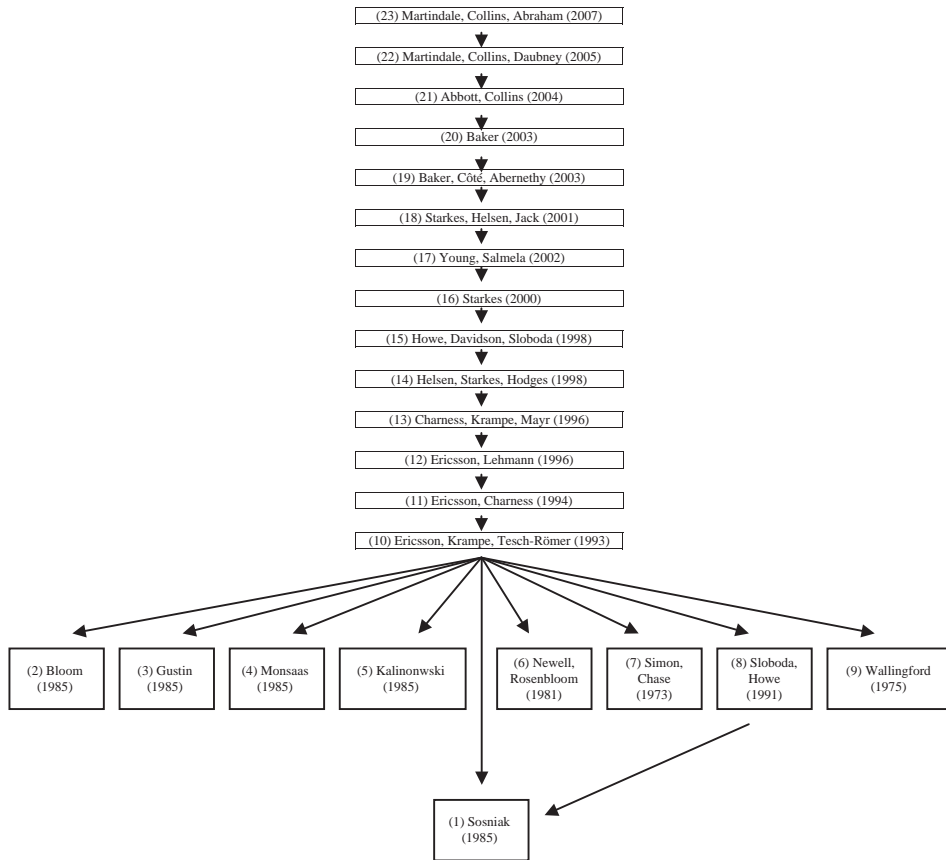 (23) Martindale, Collins, Abraham (2007)
(22) Martindale, Collins, Daubney (2005)
(21) Abbott, Collins (2004)
(20) Baker (2003)
(19) Baker, Côté, Abernethy (2003)
(18) Starkes, Helsen, Jack (2001)
(17) Young, Salmela (2002)
(16) Starkes (2000)
(15) Howe, Davidson, Sloboda (1998)
(14) Helsen, Starkes, Hodges (1998)
(13) Charness, Krampe, Mayr (1996)
(12) Ericsson, Lehmann (1996)
(11) Ericsson, Charness (1994)
(10) Ericsson, Krampe, Tesch-Römer (1993)
(2) Bloom
(1985)
(3) Gustin
(1985)
(4) Monsaas
(1985)
(5) Kalinonwski
(1985)
(6) Newell,
Rosenbloom
(1981)
(7) Simon,
Chase
(1973)
(8) Sloboda,
Howe
(1991)
(9) Wallingford
(1975)
(1) Sosniak
(1985)